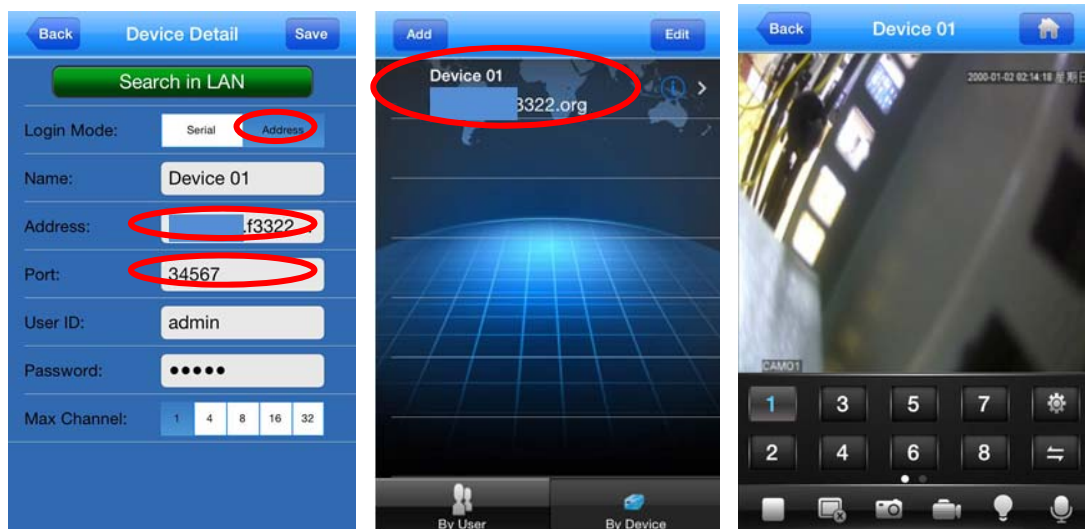 Back Device Detail Save
Search in LAN
Login Mode: Serial Address
Name: Device 01
Address: .f3322
Port: 34567
User ID: admin
Password: •••••
Max Channel: 1 4 8 16 32
Add Edit
Device 01
3322.org
By User By Device
Back Device 01
2000-01-02 02:14:18 星期日
CAM01
1 3 5 7
2 4 6 8